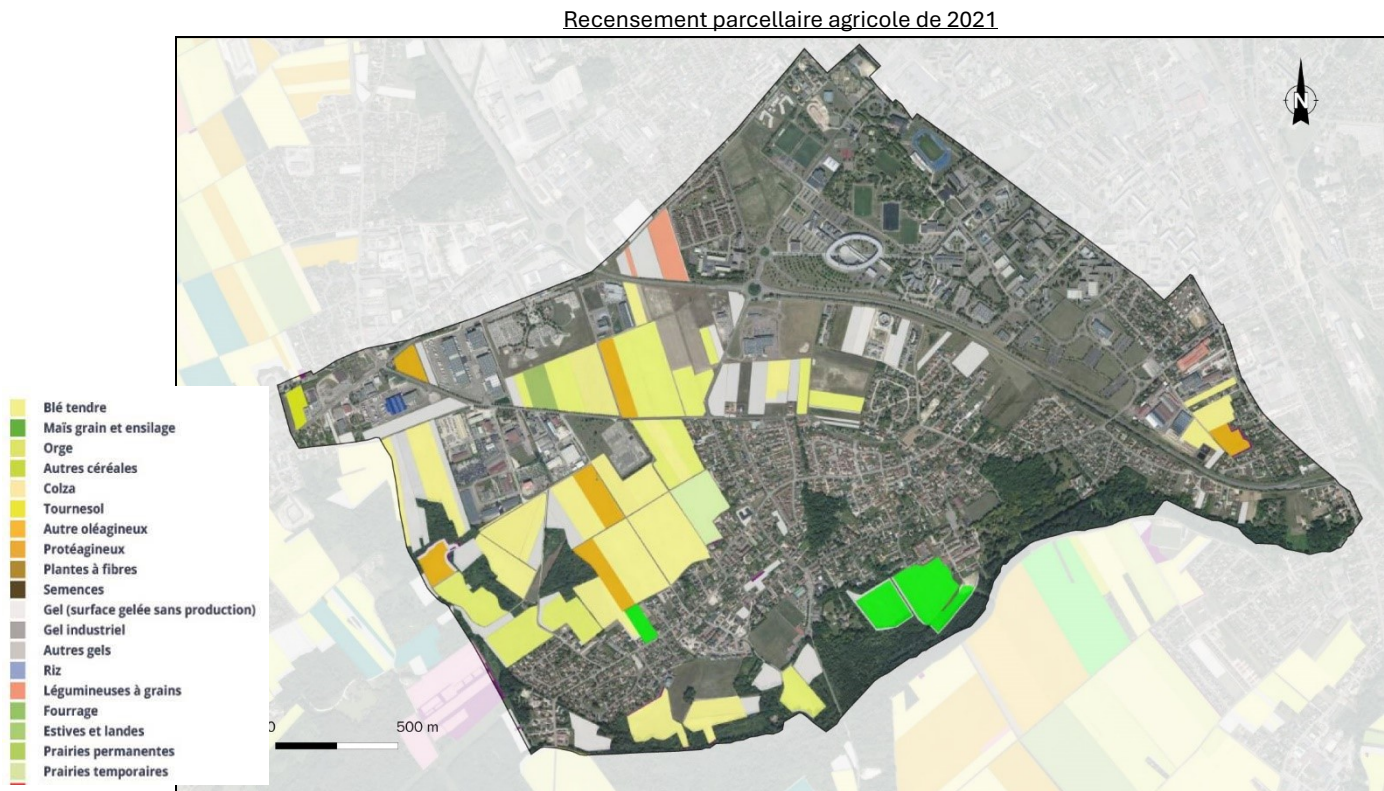 Recensement parcellaire agricole de 2021
N
Blé tendre
Maïs grain et ensilage
Orge
Autres céréales
Colza
Tournesol
Autre oléagineux
Protéagineux
Plantes à fibres
Semences
Gel (surface gelée sans production)
Gel industriel
Autres gels
Riz
Légumineuses à grains
Fourrage
Estives et landes
Prairies permanentes
Prairies temporaires
0 500 m